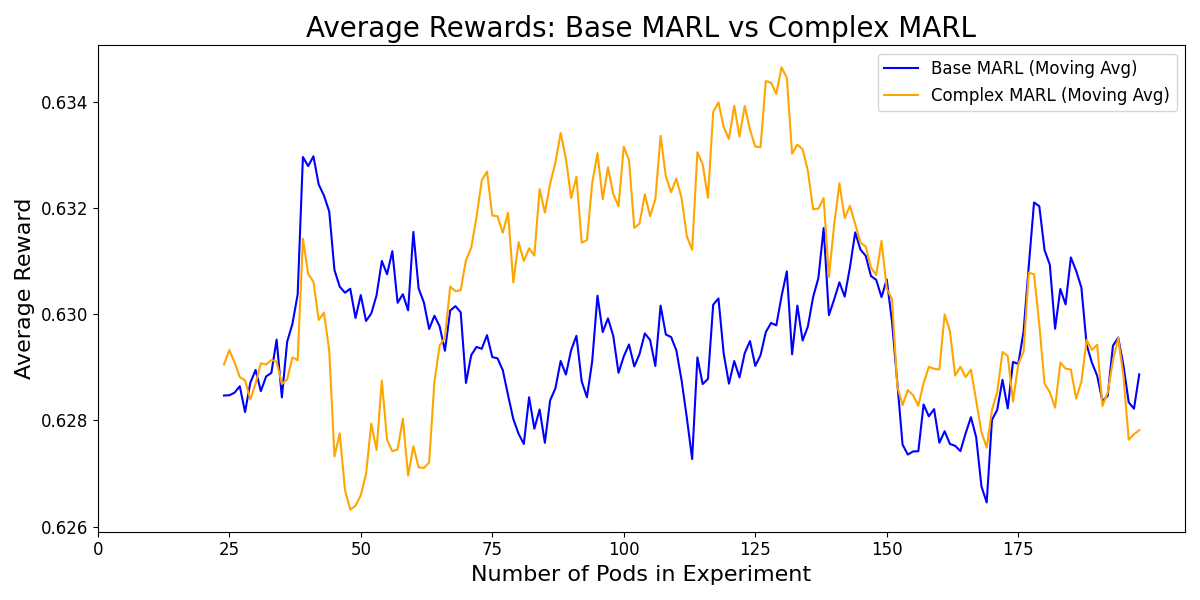 Average Rewards: Base MARL vs Complex MARL
Base MARL (Moving Avg)
Complex MARL (Moving Avg)
Average Reward
0.634
0.632
0.630
0.628
0.626
0 25 50 75 100 125 150 175
Number of Pods in Experiment